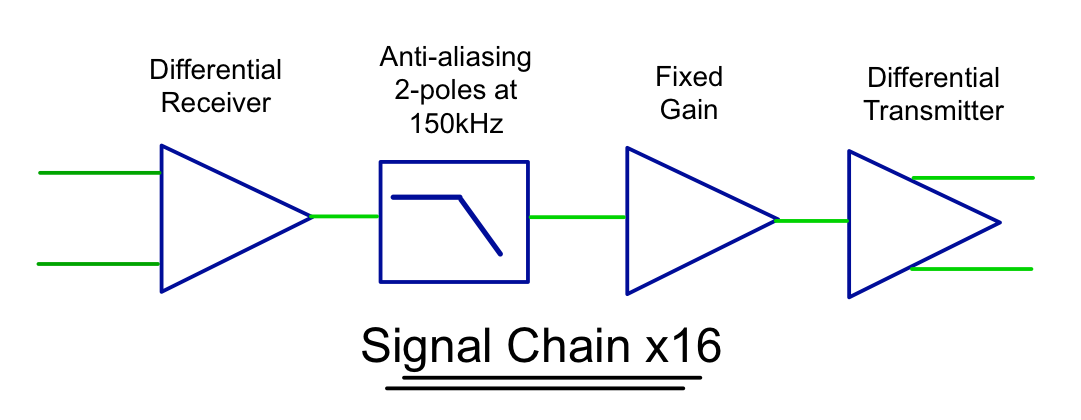 Differential
Receiver
Anti-aliasing
2-poles at
150kHz
Fixed
Gain
Differential
Transmitter
Signal Chain x16